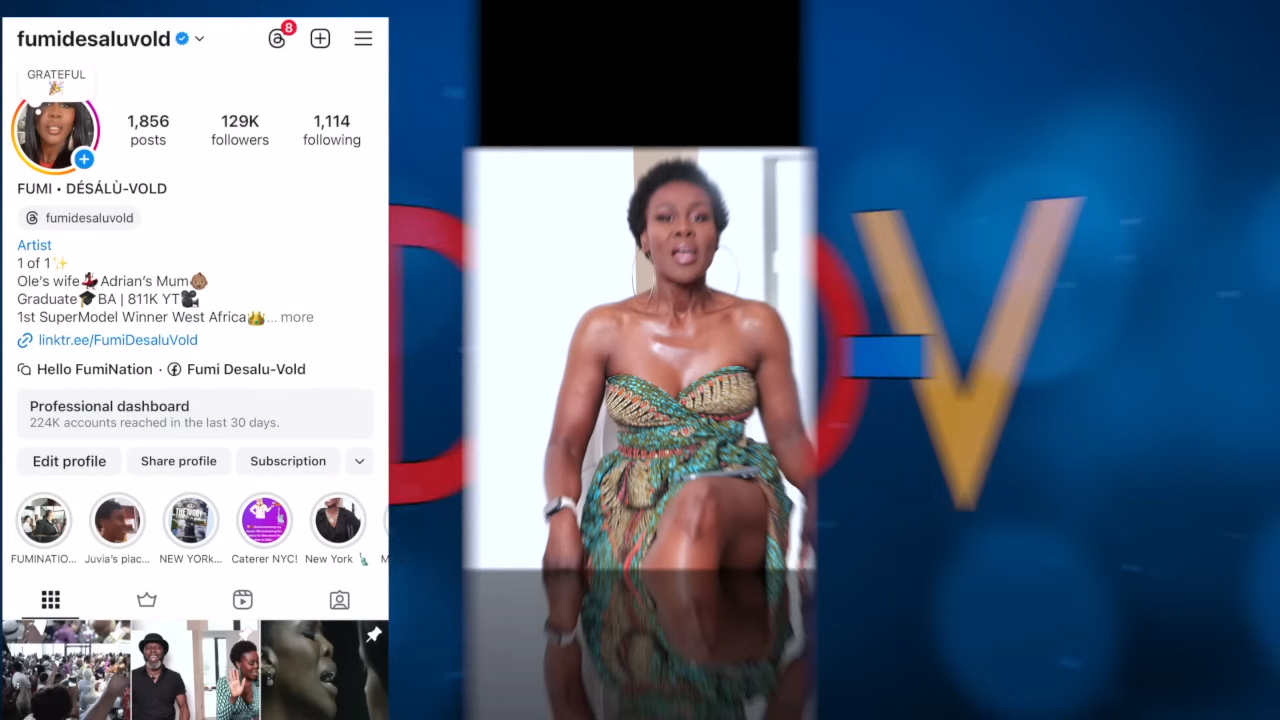 fumidesaluvold
8
GRATEFUL
1,856
posts
129K
followers
1,114
following
FUMI • DÉSÁLÙ-VOLD
fumidesaluvold
Artist
1 of 1✨
Ole's wife💃🏿Adrian's Mum👶🏽
Graduate🎓BA | 811K YT🎥
1st SuperModel Winner West Africa👑... more
linktr.ee/FumiDesaluVold
Hello FumiNation · Fumi Desalu-Vold
Professional dashboard
224K accounts reached in the last 30 days.
Edit profile
Share profile
Subscription
FUMINATIO...
Juvia's plac...
NEW YORk...
Caterer NYC!
New York 🗽
D
-V